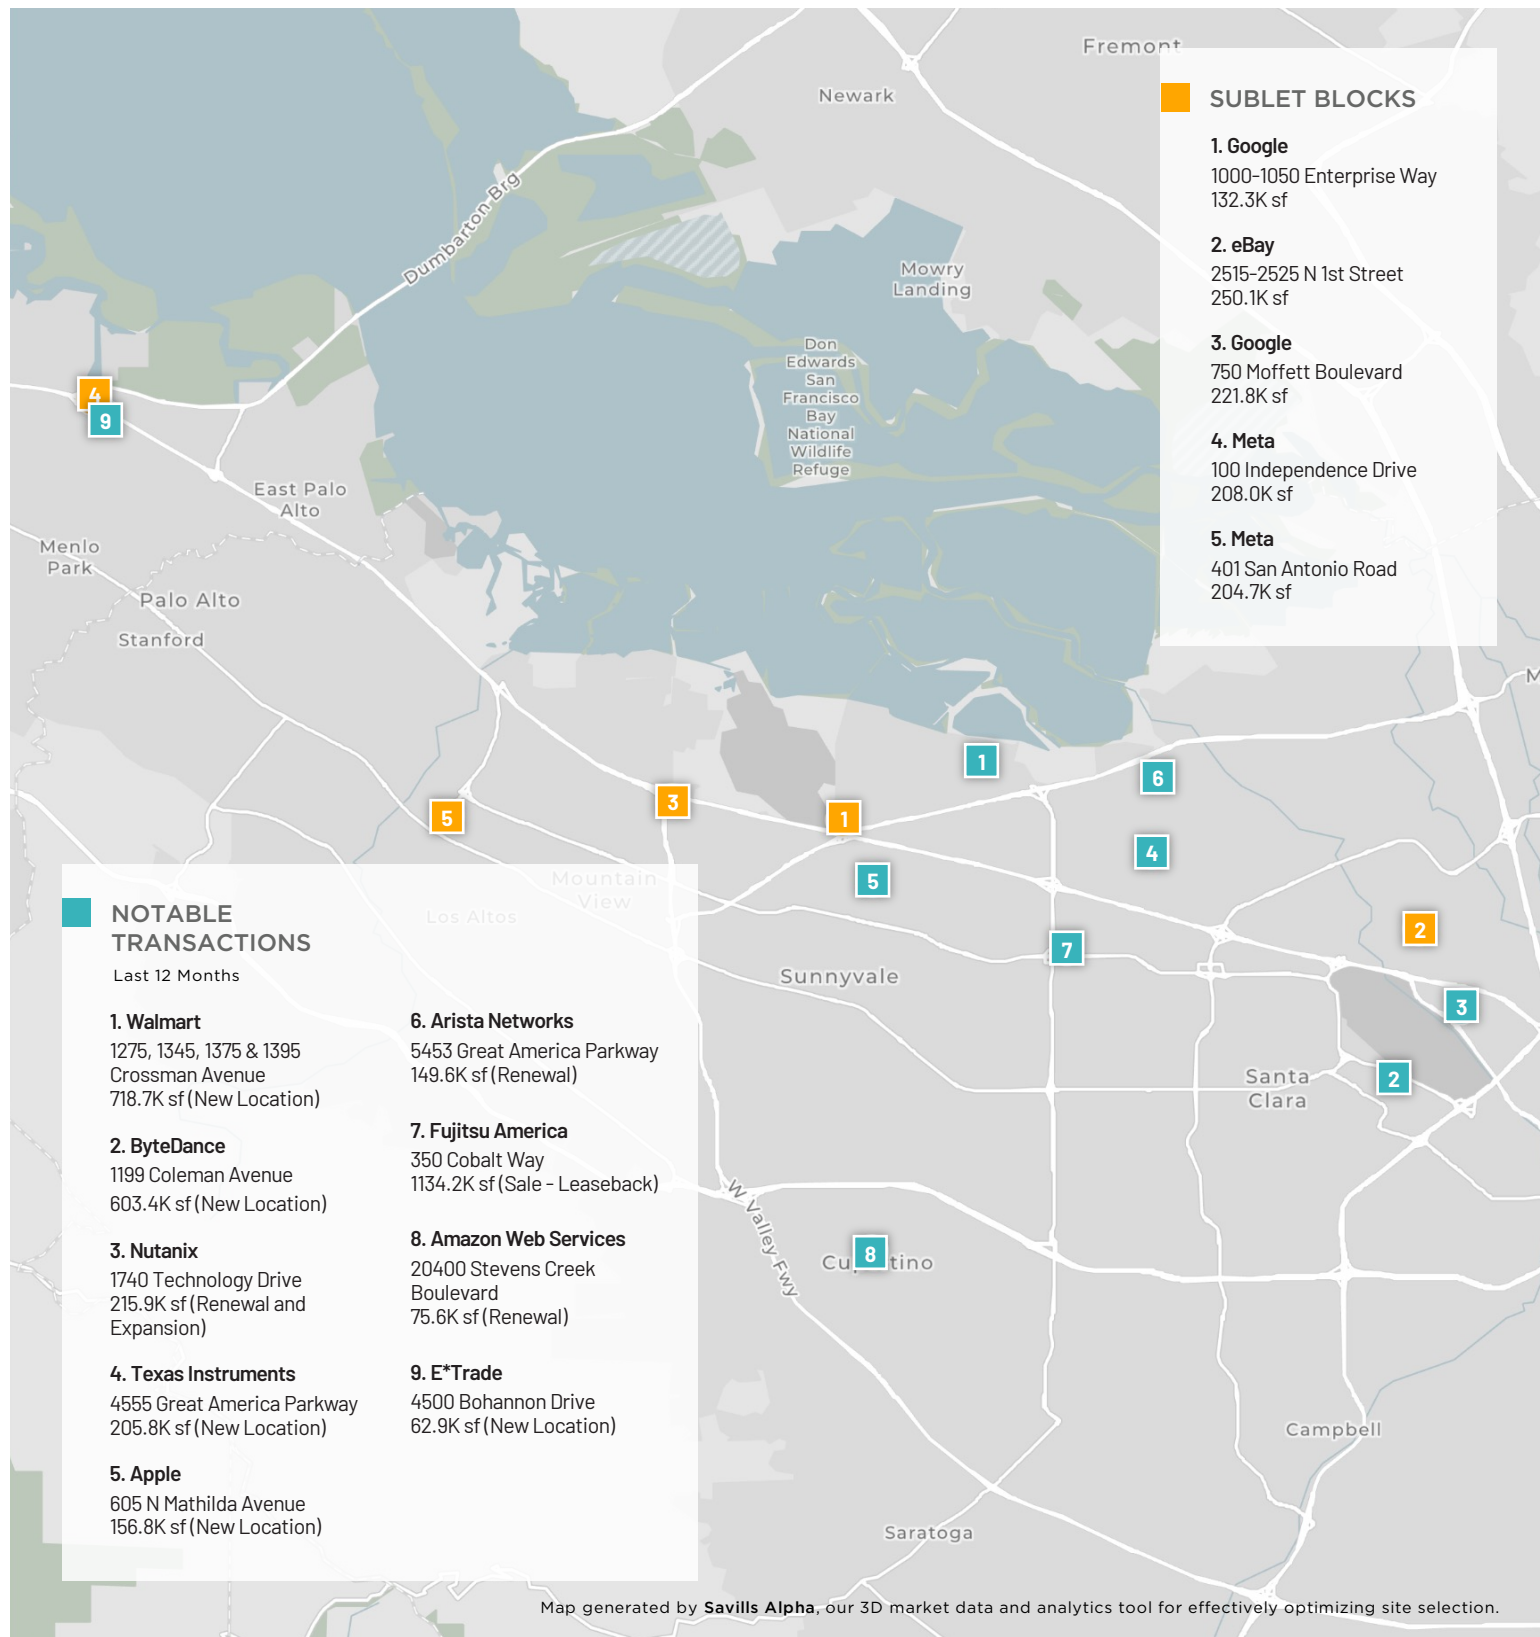 Fremont
Newark
Dumbarton Brg
Mowry
Landing
Don
Edwards
San
Francisco
Bay
National
Wildlife
Refuge
SUBLET BLOCKS
1. Google
1000-1050 Enterprise Way
132.3K sf
2. eBay
2515-2525 N 1st Street
250.1K sf
3. Google
750 Moffett Boulevard
221.8K sf
4. Meta
100 Independence Drive
208.0K sf
5. Meta
401 San Antonio Road
204.7K sf
4
9
East Palo
Alto
Menlo
Park
Palo Alto
Stanford
M
1
6
3
5
1
4
5
2
7
3
2
8
Mountain
View
Los Altos
Sunnyvale
Santa
Clara
W Valley Fwy
Cu
tino
Campbell
Saratoga
NOTABLE
TRANSACTIONS
Last 12 Months
1. Walmart
1275, 1345, 1375 & 1395
Crossman Avenue
718.7K sf (New Location)
2. ByteDance
1199 Coleman Avenue
603.4K sf (New Location)
3. Nutanix
1740 Technology Drive
215.9K sf (Renewal and
Expansion)
4. Texas Instruments
4555 Great America Parkway
205.8K sf (New Location)
5. Apple
605 N Mathilda Avenue
156.8K sf (New Location)
6. Arista Networks
5453 Great America Parkway
149.6K sf (Renewal)
7. Fujitsu America
350 Cobalt Way
1134.2K sf (Sale - Leaseback)
8. Amazon Web Services
20400 Stevens Creek
Boulevard
75.6K sf (Renewal)
9. E*Trade
4500 Bohannon Drive
62.9K sf (New Location)
Map generated by Savills Alpha, our 3D market data and analytics tool for effectively optimizing site selection.